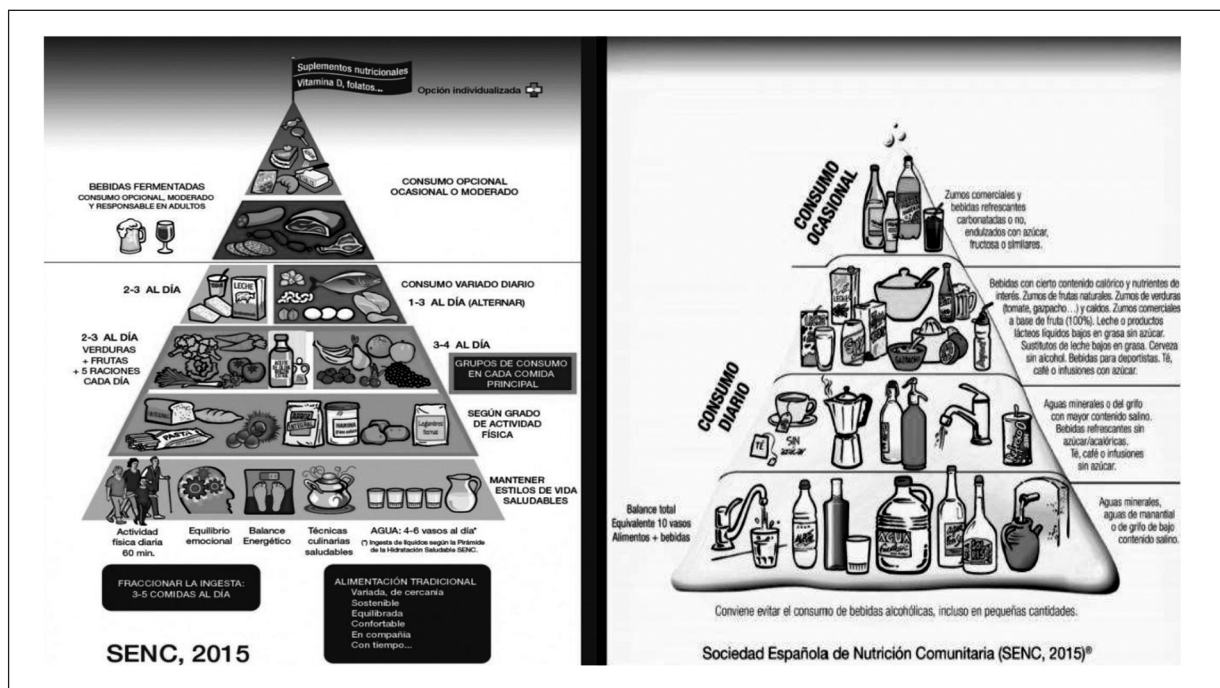 Suplementos nutricionales
Vitamina D, folatos...
Opción individualizada
BEBIDAS FERMENTADAS
CONSUMO OPCIONAL, MODERADO
Y RESPONSABLE EN ADULTOS
CONSUMO OPCIONAL
OCASIONAL O MODERADO
2-3 AL DÍA
LECHE
CONSUMO VARIADO DIARIO
1-3 AL DÍA (ALTERNAR)
2-3 AL DÍA
VERDURAS
+ FRUTAS
+ 5 RACIONES
CADA DÍA
3-4 AL DÍA
GRUPOS DE CONSUMO
EN CADA COMIDA
PRINCIPAL
PASTA
ARROZ
INTEGRAL
HARINA
Legumbres
SEGÚN GRADO
DE ACTIVIDAD
FÍSICA
MANTENER
ESTILOS DE VIDA
SALUDABLES
Actividad
física diaria
60 min.
Equilibrio
emocional
Balance
Energético
Técnicas
culinarias
saludables
AGUA: 4-6 vasos al día*
(*) Ingesta de líquidos según la Pirámide
de la Hidratación Saludable SENC.
FRACCIONAR LA INGESTA:
3-5 COMIDAS AL DÍA
ALIMENTACIÓN TRADICIONAL
Variada, de cercanía
Sostenible
Equilibrada
Confortable
En compañía
Con tiempo...
SENC, 2015
CONSUMO
OCASIONAL
Zumos comerciales y
bebidas refrescantes
carbonatadas o no,
endulzados con azúcar,
fructosa o similares.
CONSUMO
DIARIO
LECHE
GAZPACHO
Bebidas con cierto contenido calórico y nutrientes de
interés. Zumos de frutas naturales. Zumos de verduras
(tomate, gazpacho...) y caldos. Zumos comerciales
a base de fruta (100%). Leche o productos
lácteos líquidos bajos en grasa sin azúcar.
Sustitutos de leche bajos en grasa. Cerveza
sin alcohol. Bebidas para deportistas. Té,
café o infusiones con azúcar.
TÉ
SIN
azúcar
Aguas minerales o del grifo
con mayor contenido salino.
Bebidas refrescantes sin
azúcar/acalóricas.
Té, café o infusiones
sin azúcar.
Balance total
Equivalente 10 vasos
Alimentos + bebidas
AGUA
Aguas minerales,
aguas de manantial
o de grifo de bajo
contenido salino.
Conviene evitar el consumo de bebidas alcohólicas, incluso en pequeñas cantidades.
Sociedad Española de Nutrición Comunitaria (SENC, 2015)®